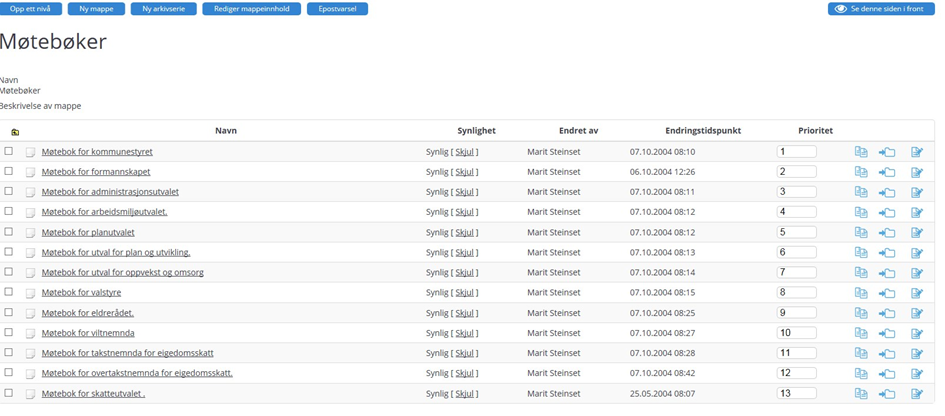 Opp ett nivå Ny mappe Ny arkivserie Rediger mappeinnhold Epostvarsel Se denne siden i front
Møtebøker
Navn
Møtebøker
Beskrivelse av mappe
Navn Synlighet Endret av Endringstidspunkt Prioritet
Møtebok for kommunestyret Synlig [ Skjul ] Marit Steinset 07.10.2004 08:10 1
Møtebok for formannskapet Synlig [ Skjul ] Marit Steinset 06.10.2004 12:26 2
Møtebok for administrasjonsutvalet Synlig [ Skjul ] Marit Steinset 07.10.2004 08:11 3
Møtebok for arbeidsmiljøutvalet. Synlig [ Skjul ] Marit Steinset 07.10.2004 08:12 4
Møtebok for planutvalet Synlig [ Skjul ] Marit Steinset 07.10.2004 08:12 5
Møtebok for utval for plan og utvikling. Synlig [ Skjul ] Marit Steinset 07.10.2004 08:13 6
Møtebok for utval for oppvekst og omsorg Synlig [ Skjul ] Marit Steinset 07.10.2004 08:14 7
Møtebok for valstyre Synlig [ Skjul ] Marit Steinset 07.10.2004 08:15 8
Møtebok for eldrerådet. Synlig [ Skjul ] Marit Steinset 07.10.2004 08:25 9
Møtebok for viltnemnda Synlig [ Skjul ] Marit Steinset 07.10.2004 08:27 10
Møtebok for takstnemnda for eigedomsskatt Synlig [ Skjul ] Marit Steinset 07.10.2004 08:28 11
Møtebok for overtakstnemnda for eigedomsskatt. Synlig [ Skjul ] Marit Steinset 07.10.2004 08:42 12
Møtebok for skatteutvalet . Synlig [ Skjul ] Marit Steinset 25.05.2004 08:07 13